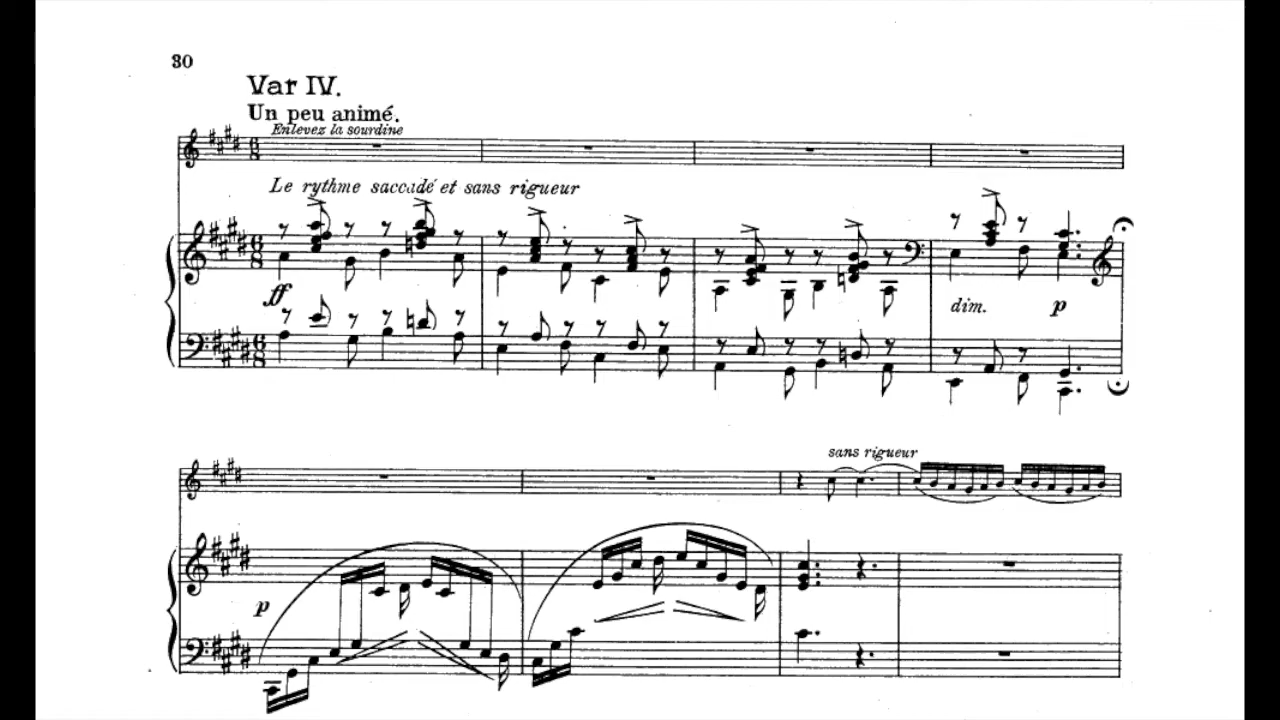 30
Var IV.
Un peu animé.
Enlevez la sourdine
Le rythme saccadé et sans rigueur
ff
dim. p
sans rigueur
p